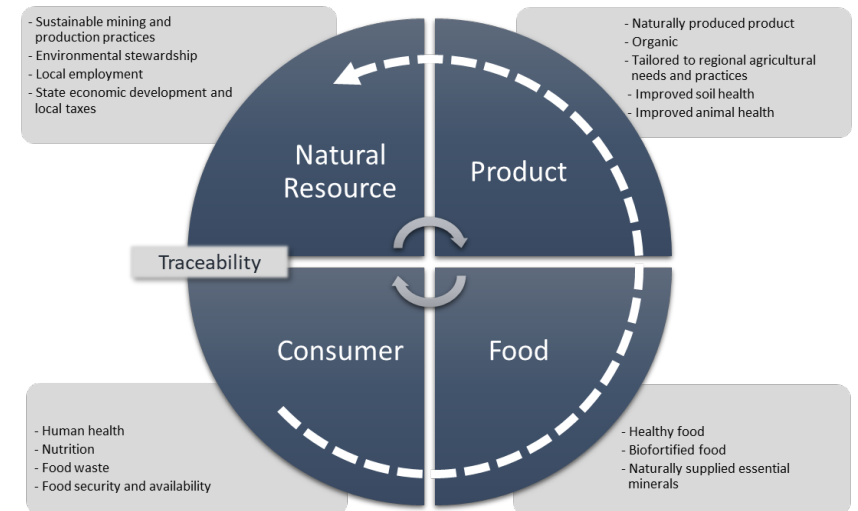 - Sustainable mining and
production practices
- Environmental stewardship
- Local employment
- State economic development and
local taxes
- Naturally produced product
- Organic
- Tailored to regional agricultural
needs and practices
- Improved soil health
- Improved animal health
Natural
Resource
Product
Traceability
Consumer
Food
- Human health
- Nutrition
- Food waste
- Food security and availability
- Healthy food
- Biofortified food
- Naturally supplied essential
minerals